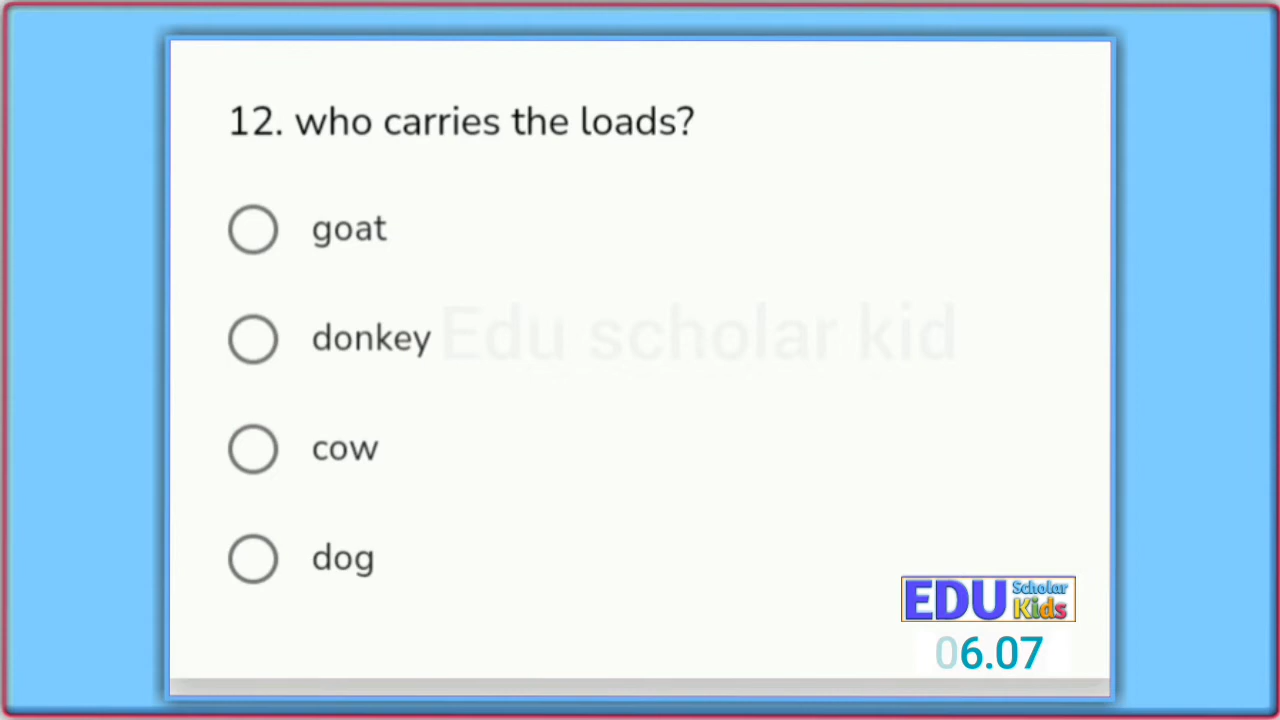 12. who carries the loads?
goat
donkey
Edu scholar kid
cow
dog
EDU Scholar Kids
06.07